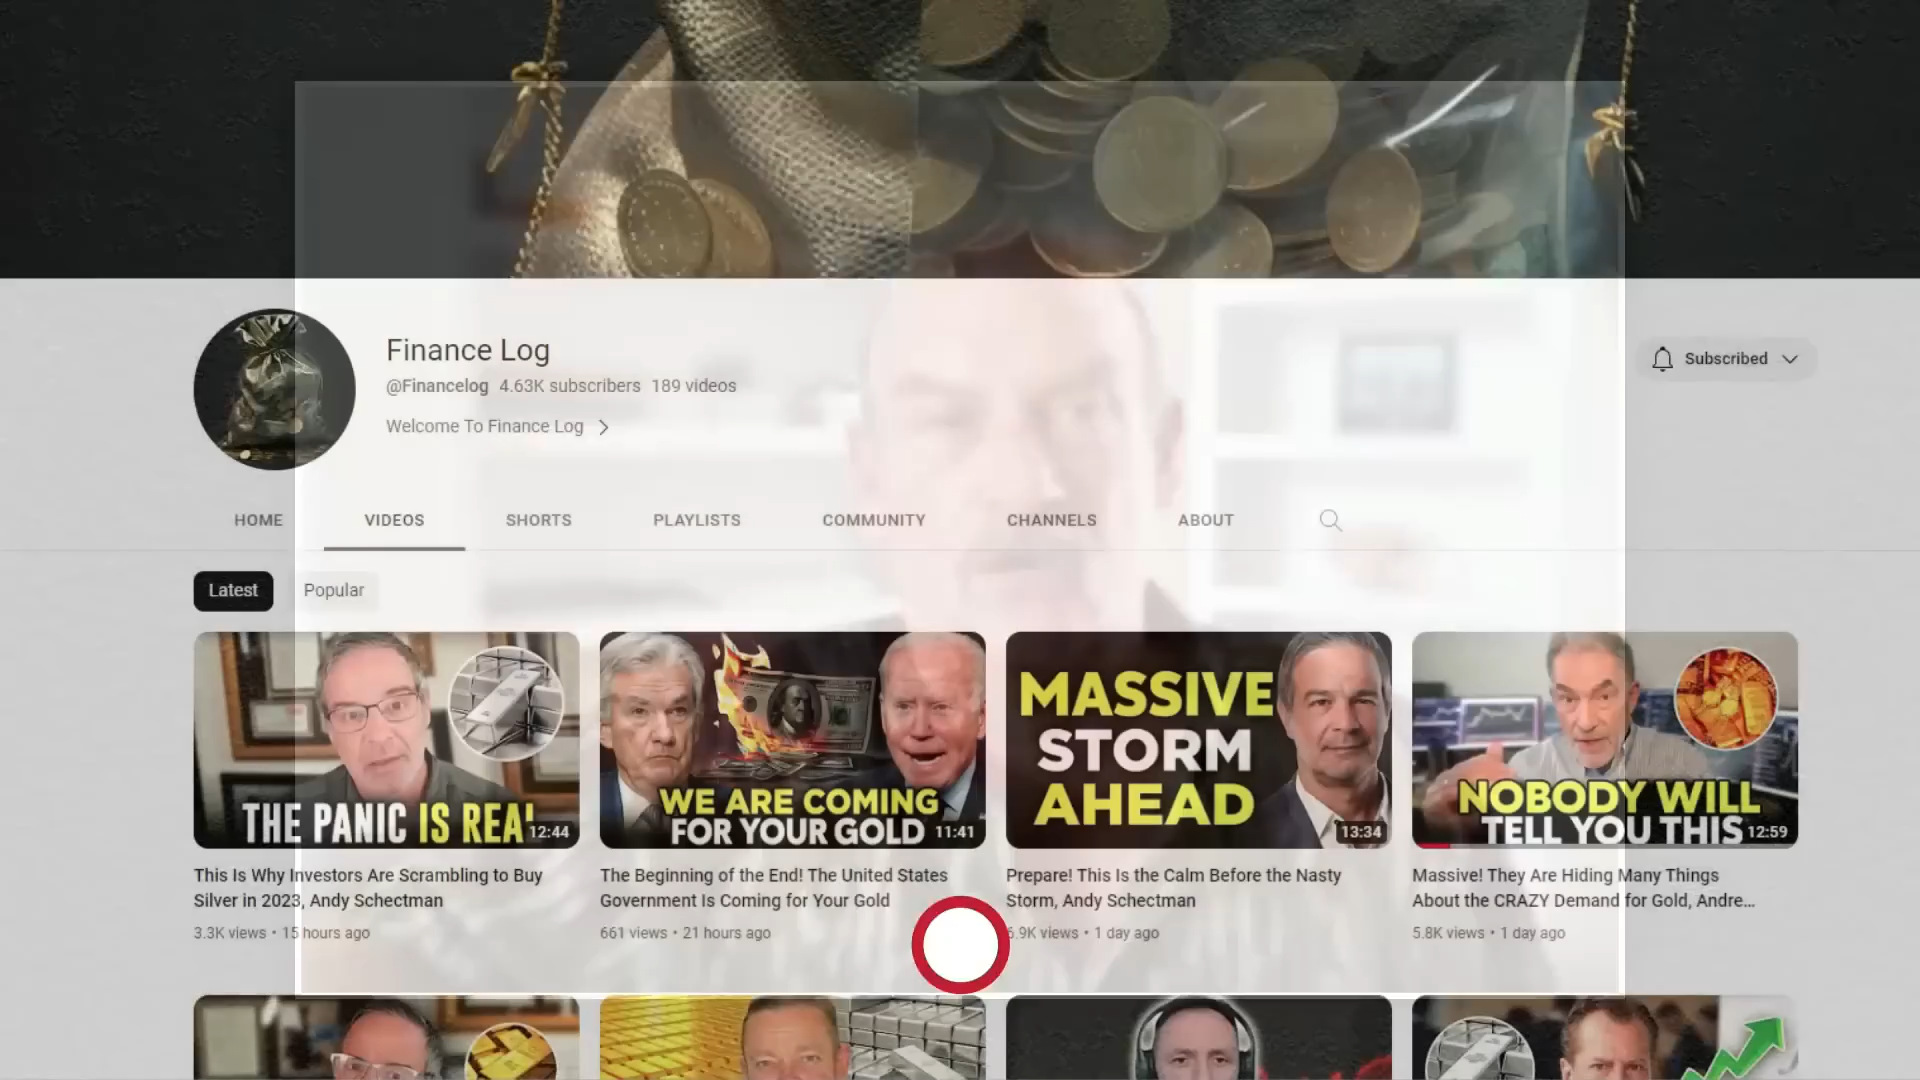 Finance Log
@Financelog 4.63K subscribers 189 videos
Welcome To Finance Log
Subscribed
HOME VIDEOS SHORTS PLAYLISTS COMMUNITY CHANNELS ABOUT
Latest Popular
THE PANIC IS REAL
12:44
WE ARE COMING
FOR YOUR GOLD
11:41
MASSIVE
STORM
AHEAD
13:34
NOBODY WILL
TELL YOU THIS
12:59
This Is Why Investors Are Scrambling to Buy
Silver in 2023, Andy Schectman
3.3K views • 15 hours ago
The Beginning of the End! The United States
Government Is Coming for Your Gold
661 views • 21 hours ago
Prepare! This Is the Calm Before the Nasty
Storm, Andy Schectman
6.9K views • 1 day ago
Massive! They Are Hiding Many Things
About the CRAZY Demand for Gold, Andre...
5.8K views • 1 day ago